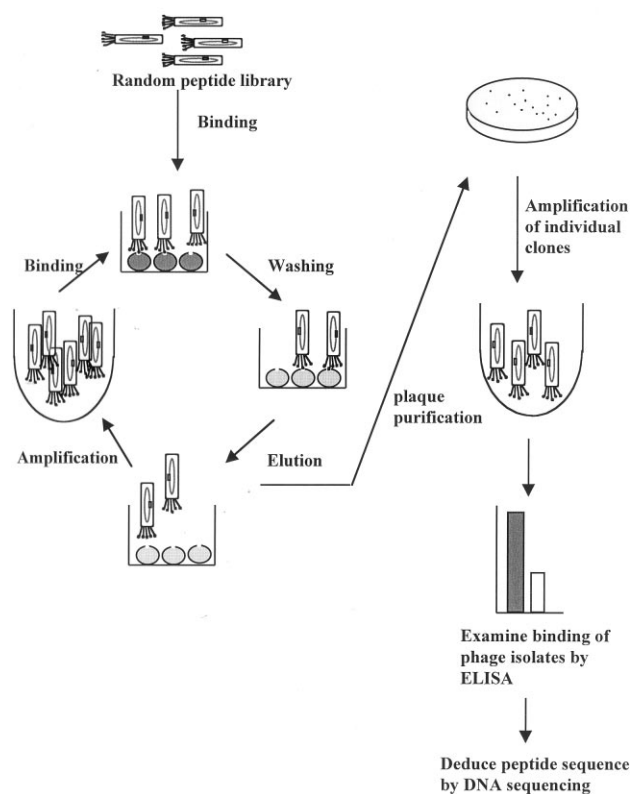 Random peptide library
Binding
Binding
Washing
Amplification
Elution
plaque
purification
Amplification
of individual
clones
Examine binding of
phage isolates by
ELISA
Deduce peptide sequence
by DNA sequencing